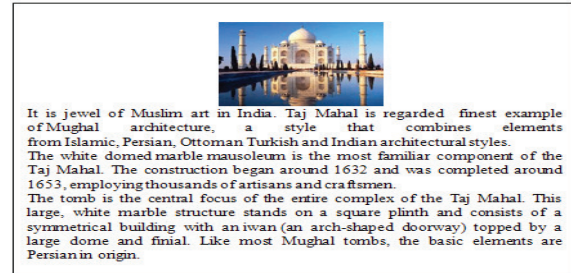 It is jewel of Muslim art in India. Taj Mahal is regarded finest example
of Mughal architecture, a style that combines elements
from Islamic, Persian, Ottoman Turkish and Indian architectural styles.
The white domed marble mausoleum is the most familiar component of the
Taj Mahal. The construction began around 1632 and was completed around
1653, employing thousands of artisans and craftsmen.
The tomb is the central focus of the entire complex of the Taj Mahal. This
large, white marble structure stands on a square plinth and consists of a
symmetrical building with an iwan (an arch-shaped doorway) topped by a
large dome and finial. Like most Mughal tombs, the basic elements are
Persian in origin.